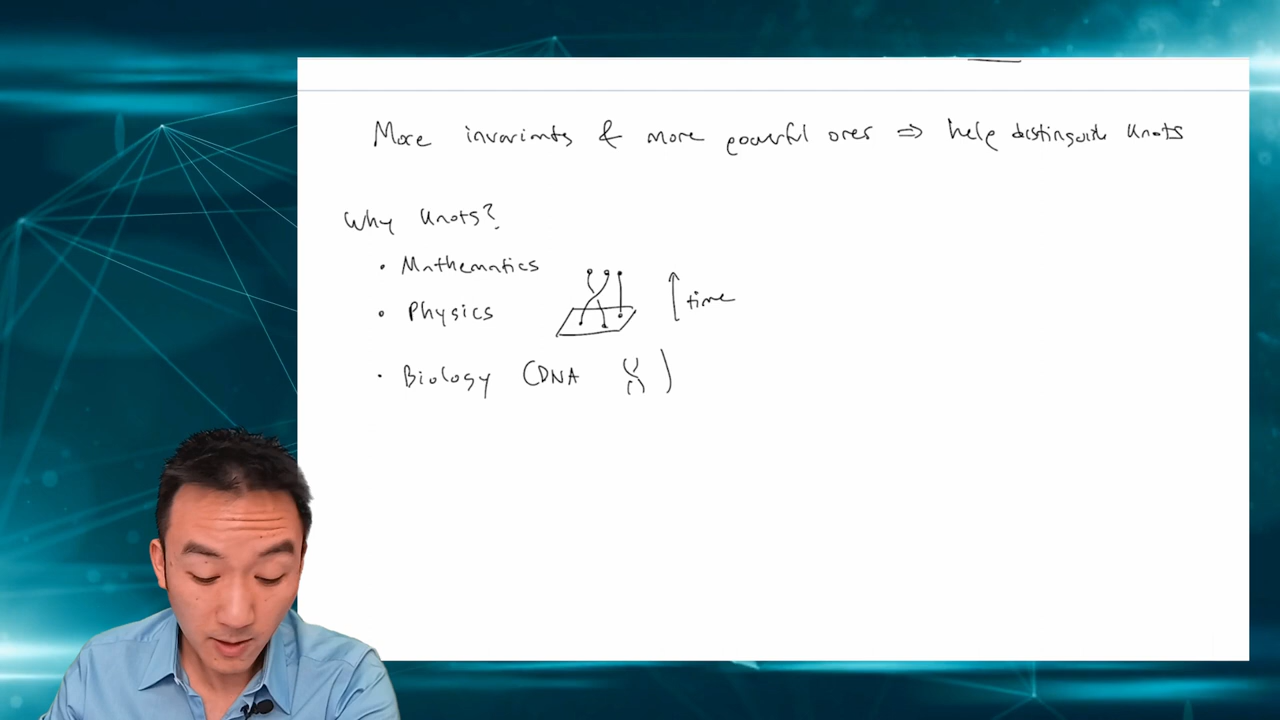 More invariants & more powerful ones ⇒ help distinguish knots
Why knots?
• Mathematics
• Physics
time
• Biology (DNA )